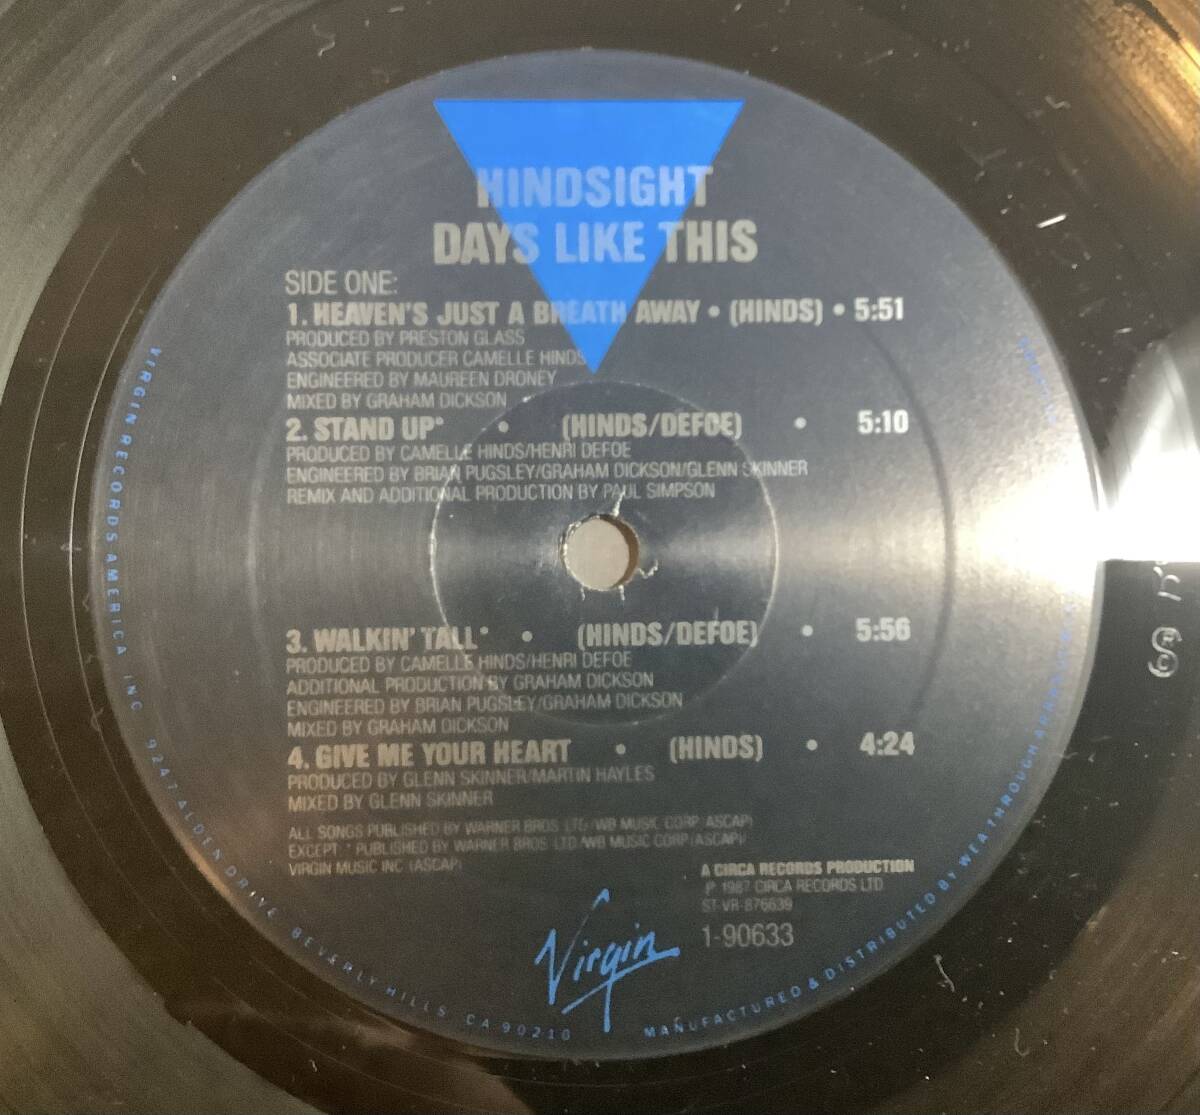 HINDSIGHT
DAYS LIKE THIS
SIDE ONE:
1. HEAVEN'S JUST A BREATH AWAY • (HINDS) • 5:51
PRODUCED BY PRESTON GLASS
ASSOCIATE PRODUCER CAMELLE HINDS
ENGINEERED BY MAUREEN DRONEY
MIXED BY GRAHAM DICKSON
2. STAND UP* • (HINDS/DEFOE) • 5:10
PRODUCED BY CAMELLE HINDS/HENRI DEFOE
ENGINEERED BY BRIAN PUGSLEY/GRAHAM DICKSON/GLENN SKINNER
REMIX AND ADDITIONAL PRODUCTION BY PAUL SIMPSON
3. WALKIN' TALL* • (HINDS/DEFOE) • 5:56
PRODUCED BY CAMELLE HINDS/HENRI DEFOE
ADDITIONAL PRODUCTION BY GRAHAM DICKSON
ENGINEERED BY BRIAN PUGSLEY/GRAHAM DICKSON
MIXED BY GRAHAM DICKSON
4. GIVE ME YOUR HEART • (HINDS) • 4:24
PRODUCED BY GLENN SKINNER/MARTIN HAYLES
MIXED BY GLENN SKINNER
ALL SONGS PUBLISHED BY WARNER BROS. LTD./WB MUSIC CORP. (ASCAP)
EXCEPT * PUBLISHED BY WARNER BROS. LTD./WB MUSIC CORP. (ASCAP)/
VIRGIN MUSIC INC. (ASCAP)
A CIRCA RECORDS PRODUCTION
℗ 1987 CIRCA RECORDS LTD
ST-VR-876639
1-90633
Virgin
VIRGIN RECORDS AMERICA, INC. 9247 ALDEN DRIVE, BEVERLY HILLS, CA 90210
MANUFACTURED & DISTRIBUTED BY WEA THROUGH